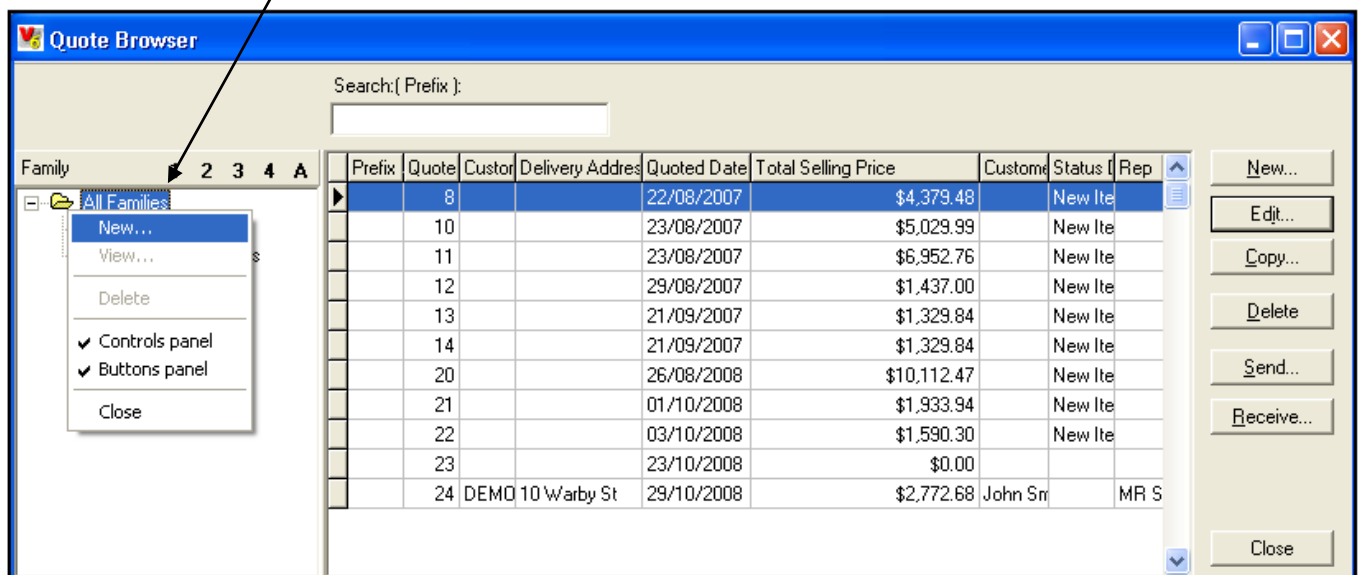 Quote Browser
Search:( Prefix ):
Family 2 3 4 A
All Families
New...
View...
s
Delete
Controls panel
Buttons panel
Close
Prefix Quote Custor Delivery Addres Quoted Date Total Selling Price Custome Status D Rep
8 22/08/2007 $4,379.48 New Ite
10 23/08/2007 $5,029.99 New Ite
11 23/08/2007 $6,952.76 New Ite
12 29/08/2007 $1,437.00 New Ite
13 21/09/2007 $1,329.84 New Ite
14 21/09/2007 $1,329.84 New Ite
20 26/08/2008 $10,112.47 New Ite
21 01/10/2008 $1,933.94 New Ite
22 03/10/2008 $1,590.30 New Ite
23 23/10/2008 $0.00
24 DEMO 10 Warby St 29/10/2008 $2,772.68 John Sm MR S
New...
Edit...
Copy...
Delete
Send...
Receive...
Close